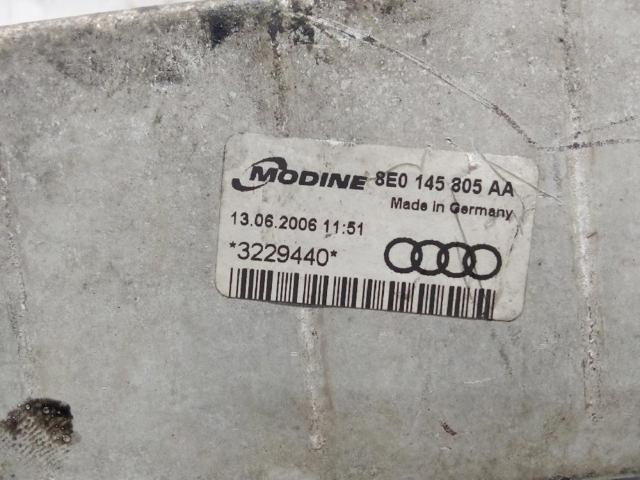 MODINE 8E0 145 805 AA
Made in Germany
13.06.2006 11:51
*3229440*